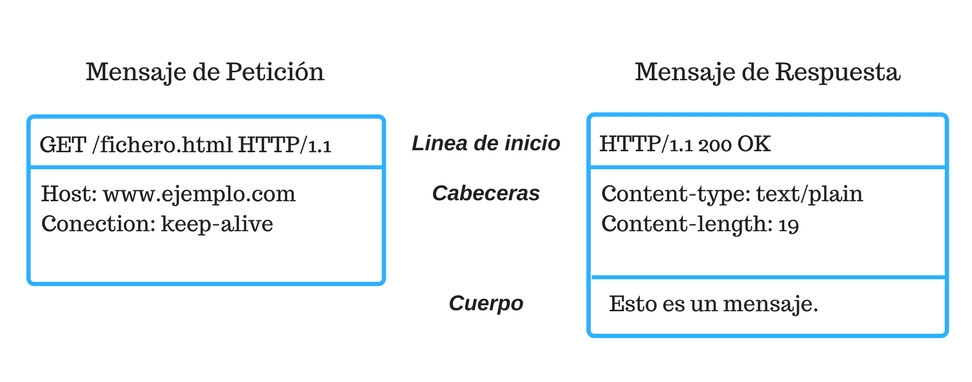 Mensaje de Petición
Mensaje de Respuesta
GET /fichero.html HTTP/1.1
Linea de inicio
HTTP/1.1 200 OK
Host: www.ejemplo.com
Conection: keep-alive
Cabeceras
Content-type: text/plain
Content-length: 19
Cuerpo
Esto es un mensaje.